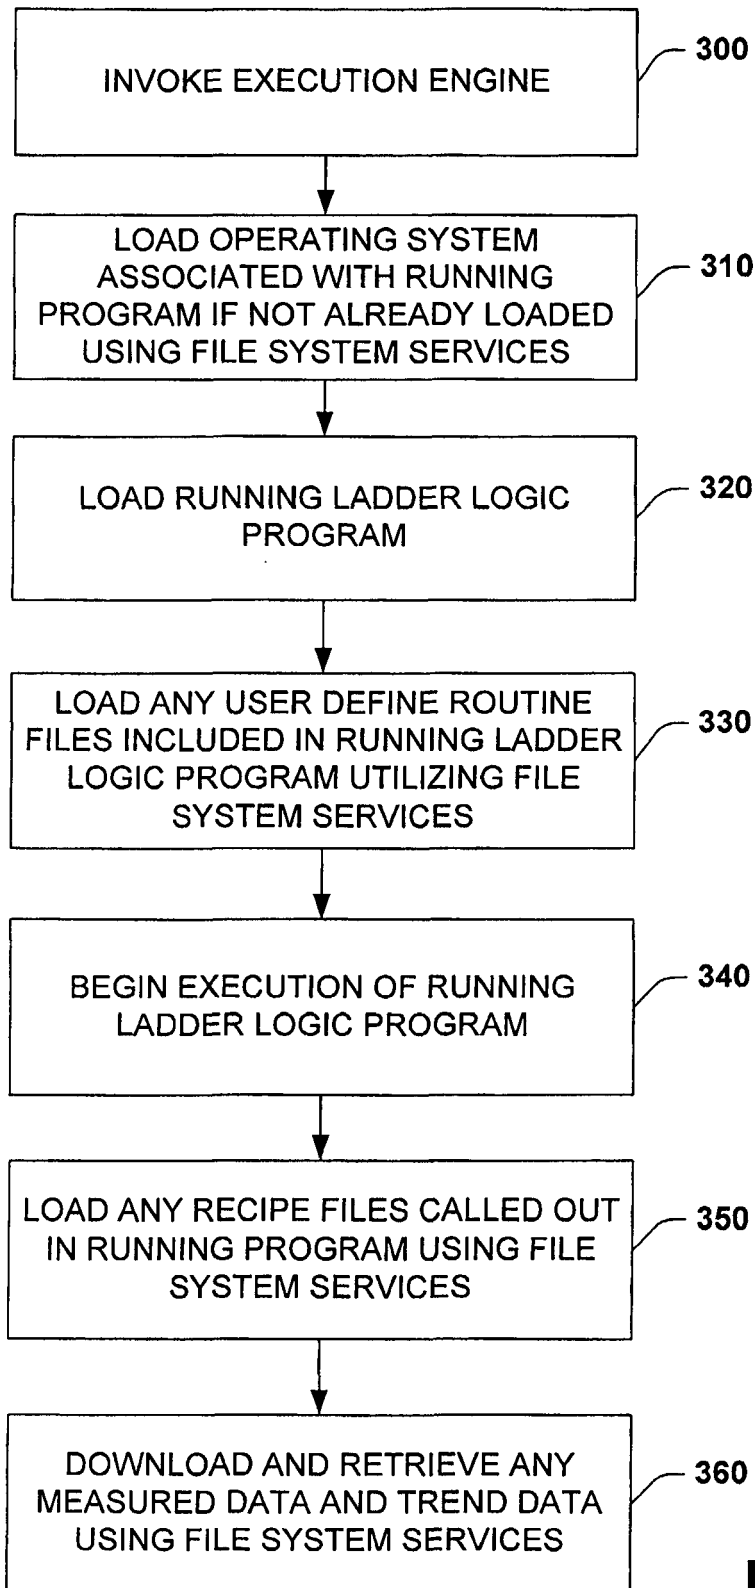 INVOKE EXECUTION ENGINE
300
LOAD OPERATING SYSTEM
ASSOCIATED WITH RUNNING
PROGRAM IF NOT ALREADY LOADED
USING FILE SYSTEM SERVICES
310
LOAD RUNNING LADDER LOGIC
PROGRAM
320
LOAD ANY USER DEFINE ROUTINE
FILES INCLUDED IN RUNNING LADDER
LOGIC PROGRAM UTILIZING FILE
SYSTEM SERVICES
330
BEGIN EXECUTION OF RUNNING
LADDER LOGIC PROGRAM
340
LOAD ANY RECIPE FILES CALLED OUT
IN RUNNING PROGRAM USING FILE
SYSTEM SERVICES
350
DOWNLOAD AND RETRIEVE ANY
MEASURED DATA AND TREND DATA
USING FILE SYSTEM SERVICES
360